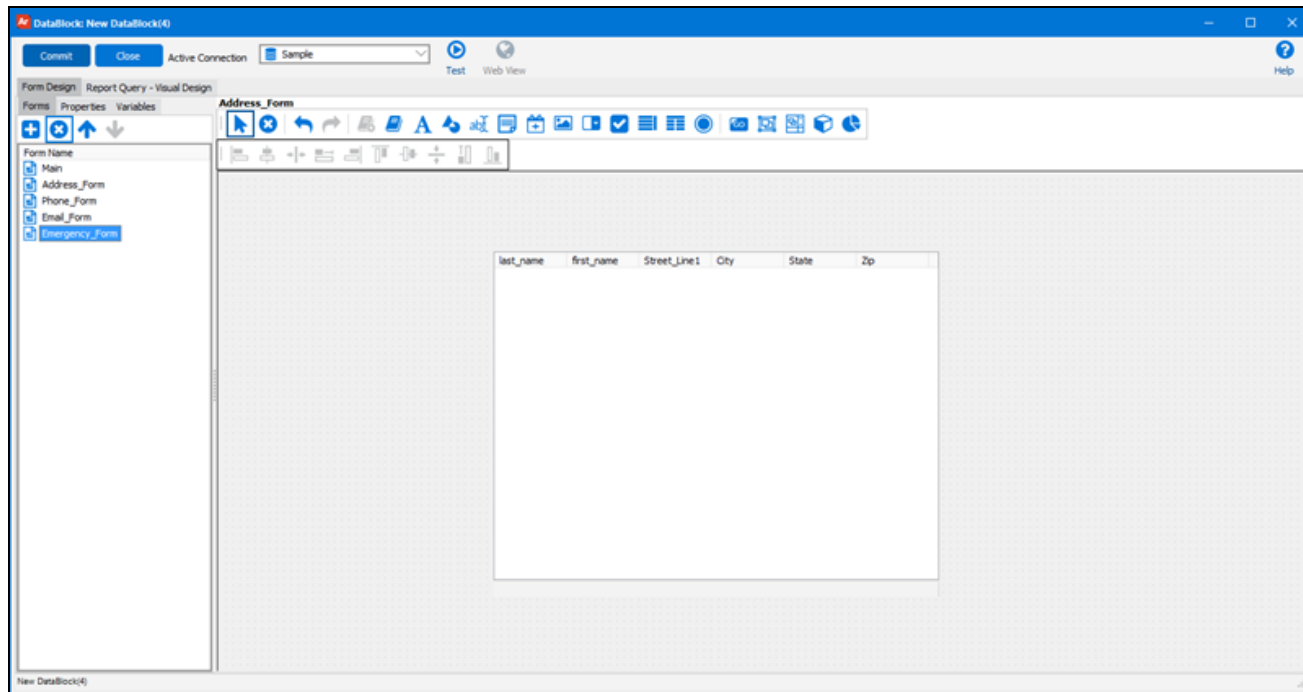 DataBlock: New DataBlock(4)
Commit Close Active Connection Sample
Test Web View Help
Form Design Report Query - Visual Design
Forms Properties Variables Address_Form
Form Name
Main
Address_Form
Phone_Form
Email_Form
Emergency_Form
last_name first_name Street_Line1 City State Zip
New DataBlock(4)